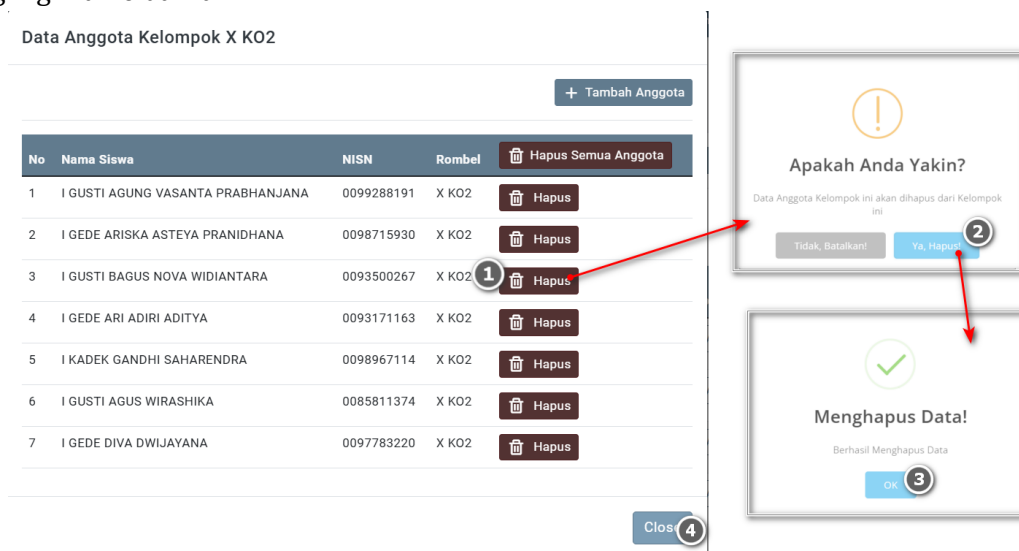 Data Anggota Kelompok X KO2
+ Tambah Anggota
No Nama Siswa NISN Rombel Hapus Semua Anggota
1 I GUSTI AGUNG VASANTA PRABHANJANA 0099288191 X KO2 Hapus
2 I GEDE ARISKA ASTEYA PRANIDHANA 0098715930 X KO2 Hapus
3 I GUSTI BAGUS NOVA WIDIANTARA 0093500267 X KO2 1 Hapus
4 I GEDE ARI ADIRI ADITYA 0093171163 X KO2 Hapus
5 I KADEK GANDHI SAHARENDRA 0098967114 X KO2 Hapus
6 I GUSTI AGUS WIRASHIKA 0085811374 X KO2 Hapus
7 I GEDE DIVA DWIJAYANA 0097783220 X KO2 Hapus
Close 4
Apakah Anda Yakin?
Data Anggota Kelompok ini akan dihapus dari Kelompok
ini
Tidak, Batalkan! Ya, Hapus! 2
Menghapus Data!
Berhasil Menghapus Data
OK 3